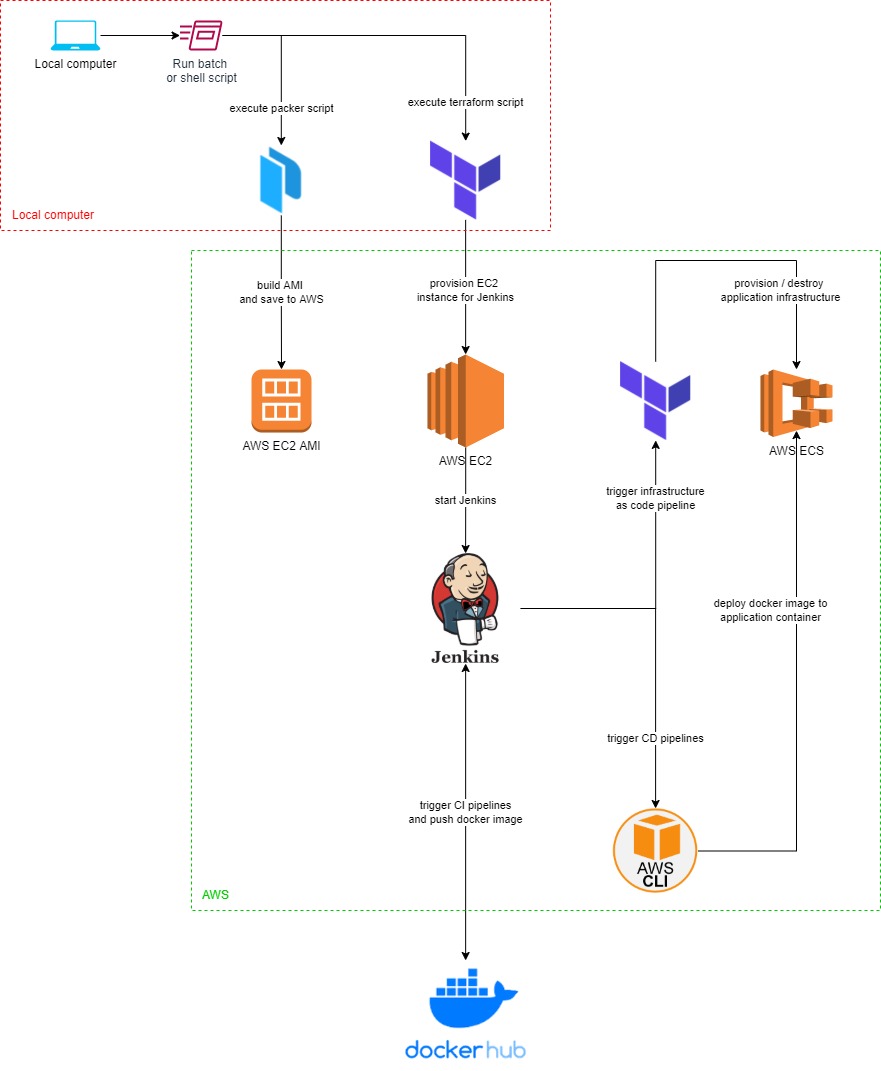 Local computer
Run batch
or shell script
execute packer script
execute terraform script
Local computer
build AMI
and save to AWS
provision EC2
instance for Jenkins
provision / destroy
application infrastructure
AWS EC2 AMI
AWS EC2
AWS ECS
start Jenkins
trigger infrastructure
as code pipeline
deploy docker image to
application container
Jenkins
trigger CD pipelines
trigger CI pipelines
and push docker image
AWS
CLI
AWS
dockerhub